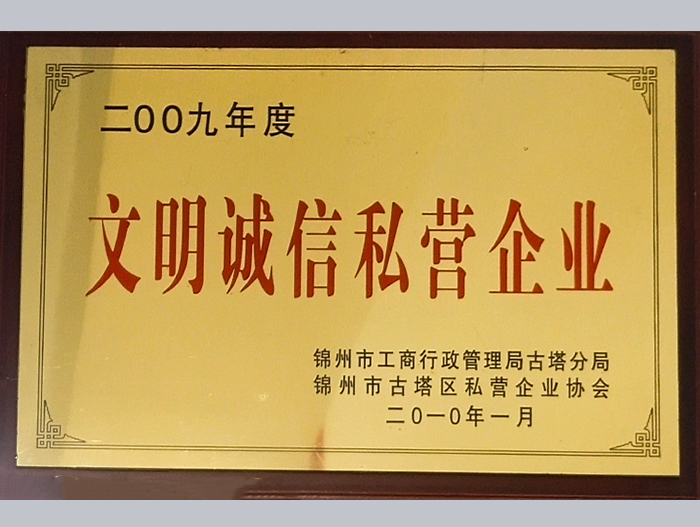 二00九年度
文明诚信私营企业
锦州市工商行政管理局古塔分局
锦州市古塔区私营企业协会
二0一0年一月